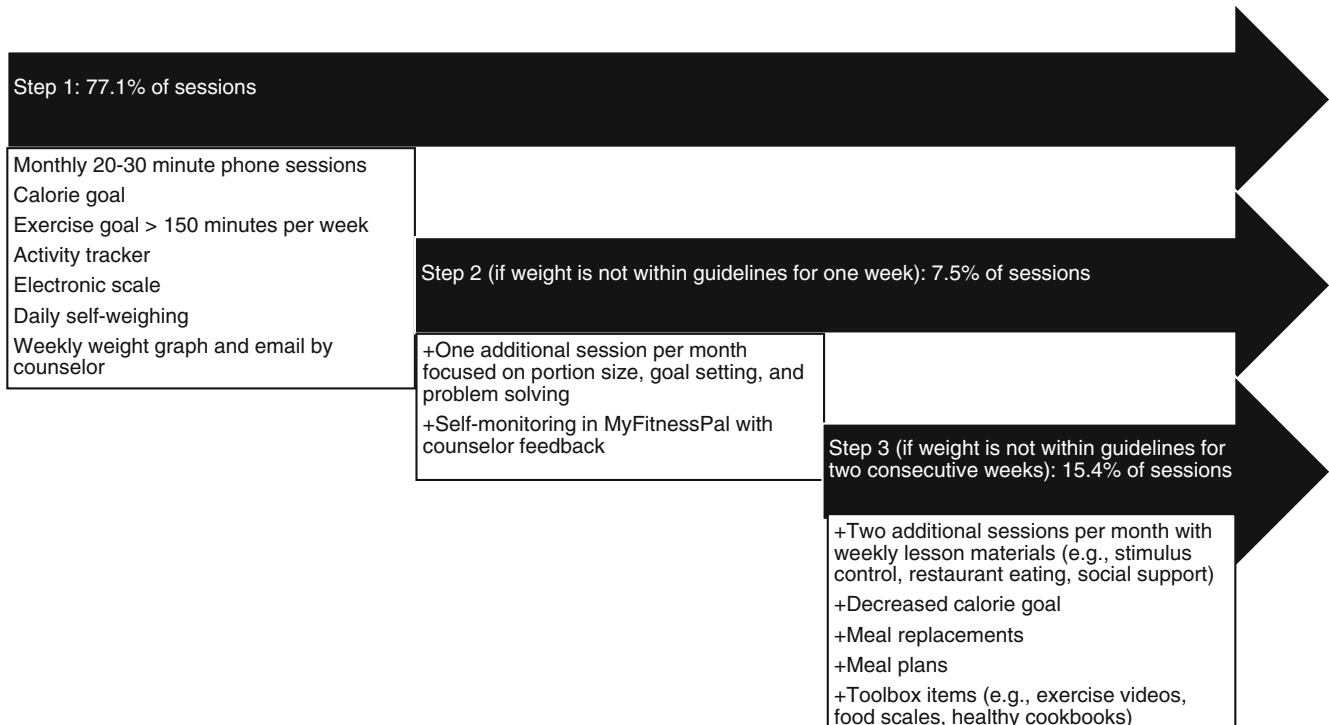 Step 1: 77.1% of sessions
Monthly 20-30 minute phone sessions
Calorie goal
Exercise goal > 150 minutes per week
Activity tracker
Electronic scale
Daily self-weighing
Weekly weight graph and email by
counselor
Step 2 (if weight is not within guidelines for one week): 7.5% of sessions
+One additional session per month
focused on portion size, goal setting, and
problem solving
+Self-monitoring in MyFitnessPal with
counselor feedback
Step 3 (if weight is not within guidelines for
two consecutive weeks): 15.4% of sessions
+Two additional sessions per month with
weekly lesson materials (e.g., stimulus
control, restaurant eating, social support)
+Decreased calorie goal
+Meal replacements
+Meal plans
+Toolbox items (e.g., exercise videos,
food scales, healthy cookbooks)